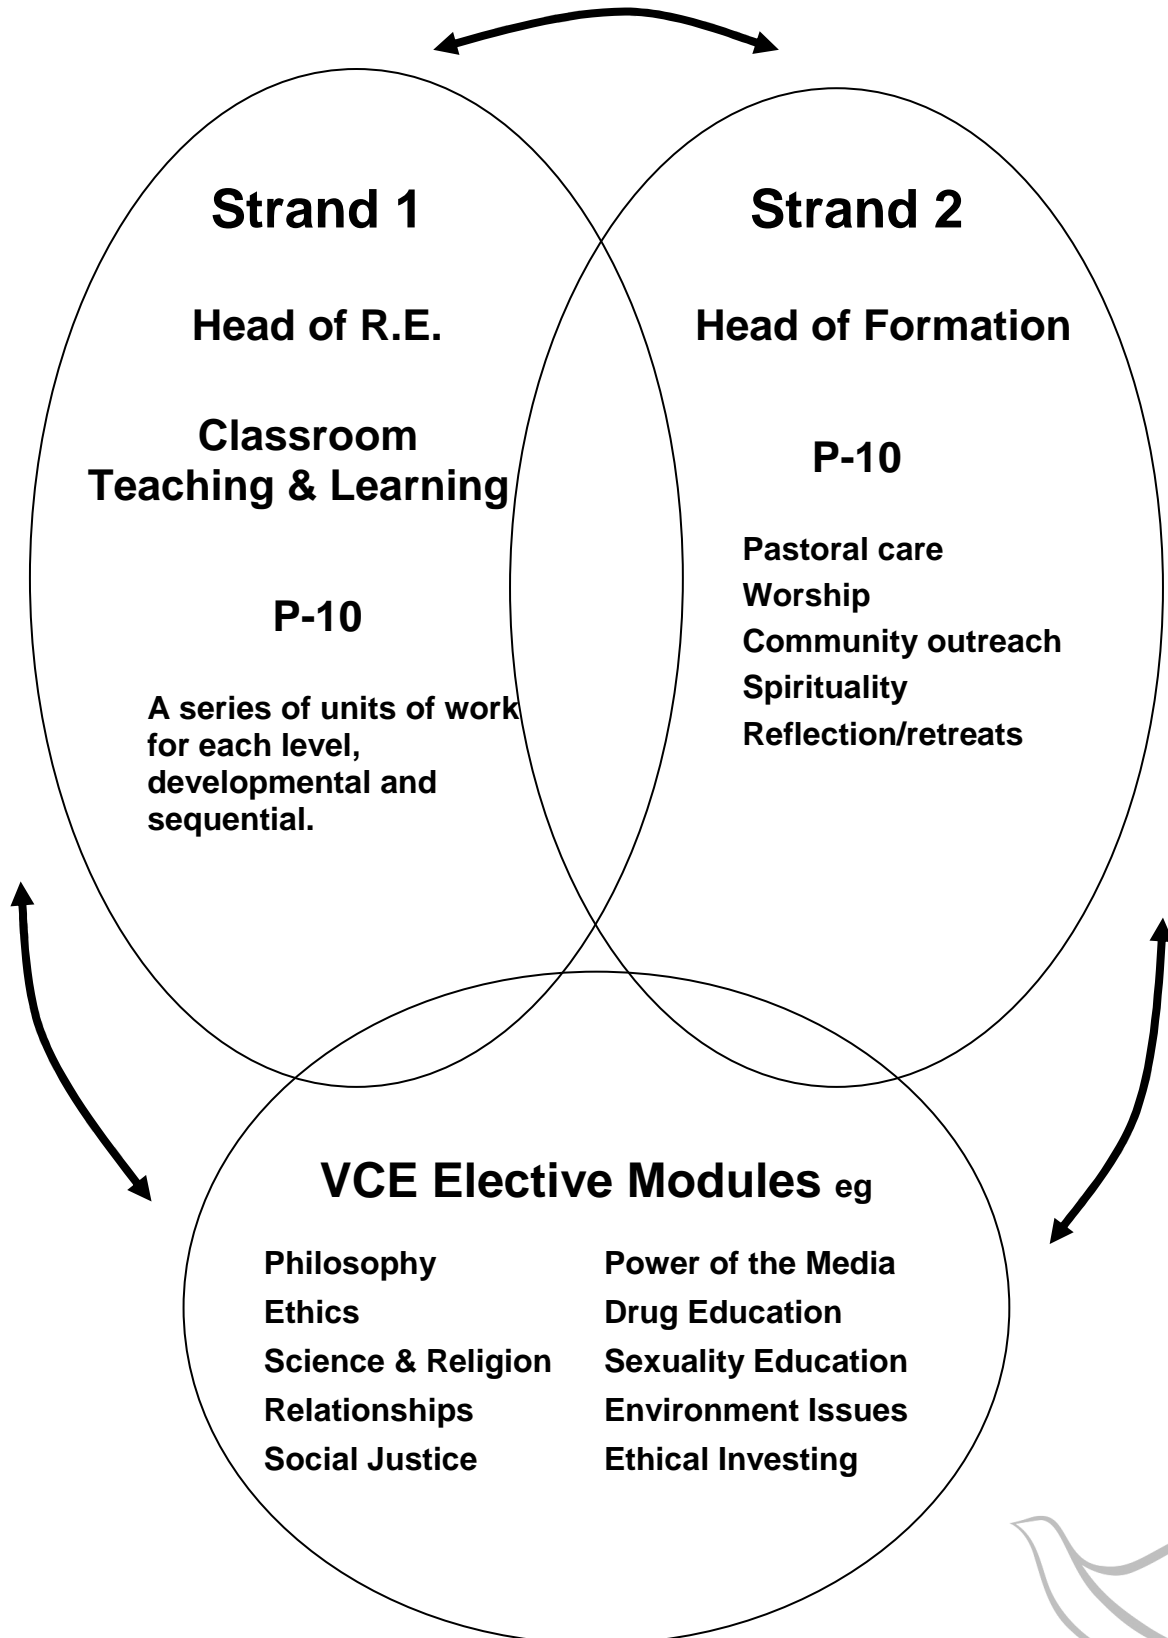 Strand 1
Head of R.E.
Classroom
Teaching & Learning
P-10
A series of units of work
for each level,
developmental and
sequential.
Strand 2
Head of Formation
P-10
Pastoral care
Worship
Community outreach
Spirituality
Reflection/retreats
VCE Elective Modules eg
Philosophy
Ethics
Science & Religion
Relationships
Social Justice
Power of the Media
Drug Education
Sexuality Education
Environment Issues
Ethical Investing